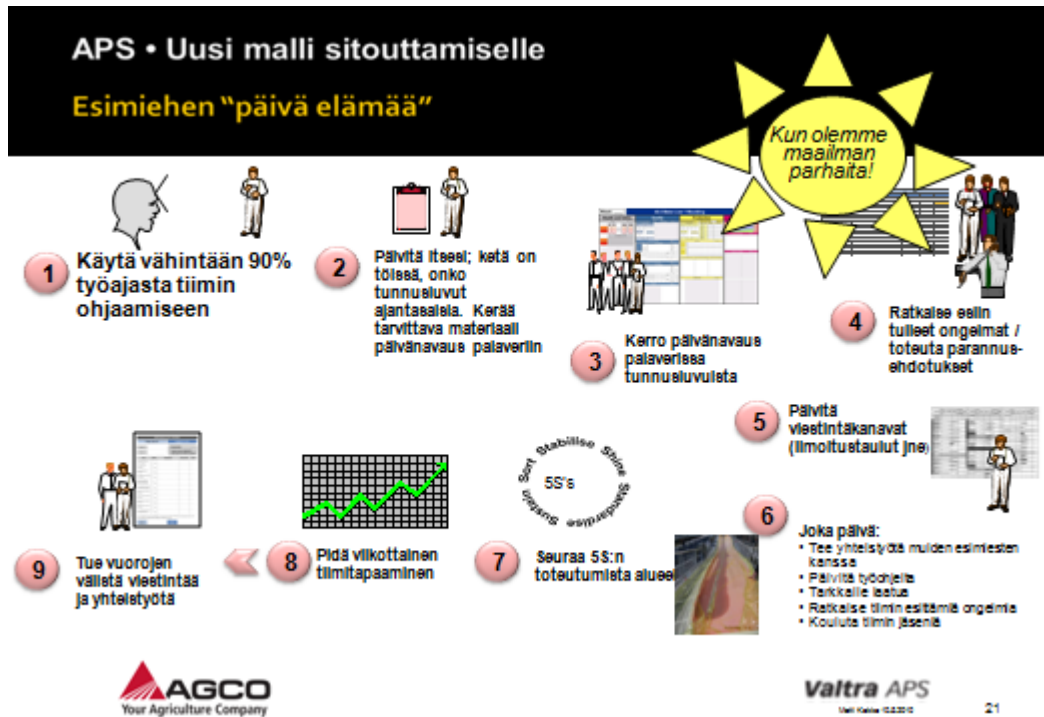 APS • Uusi malli sitouttamiselle
Esimiehen "päivä elämää"
Kun olemme
maailman
parhaita!
1
Käytä vähintään 90%
työajasta tiimin
ohjaamiseen
2
Päivitä itsesi; ketä on
töissä, onko
tunnusluvut
ajantasaisia. Kerää
tarvittava materiaali
päivänavaus palaveriin
3
Kerro päivänavaus
palaverissa
tunnusluvuista
4
Ratkaise esiin
tulleet ongelmat /
toteuta parannus-
ehdotukset
5
Päivitä
viestintäkanavat
(ilmoitustaulut jne)
6
Joka päivä:
• Tee yhteistyötä muiden esimiesten
kanssa
• Päivitä työohjeita
• Tarkkaile laatua
• Ratkaise tiimin esittämiä ongelmia
• Kouluta tiimin jäseniä
Sort Stabilise Shine Standardise Sustain
5S's
7
Seuraa 5S:n
toteutumista alueel
8
Pidä viikottainen
tiimitapaaminen
9
Tue vuorojen
välistä viestintää
ja yhteistyötä
AGCO
Your Agriculture Company
Valtra APS
21